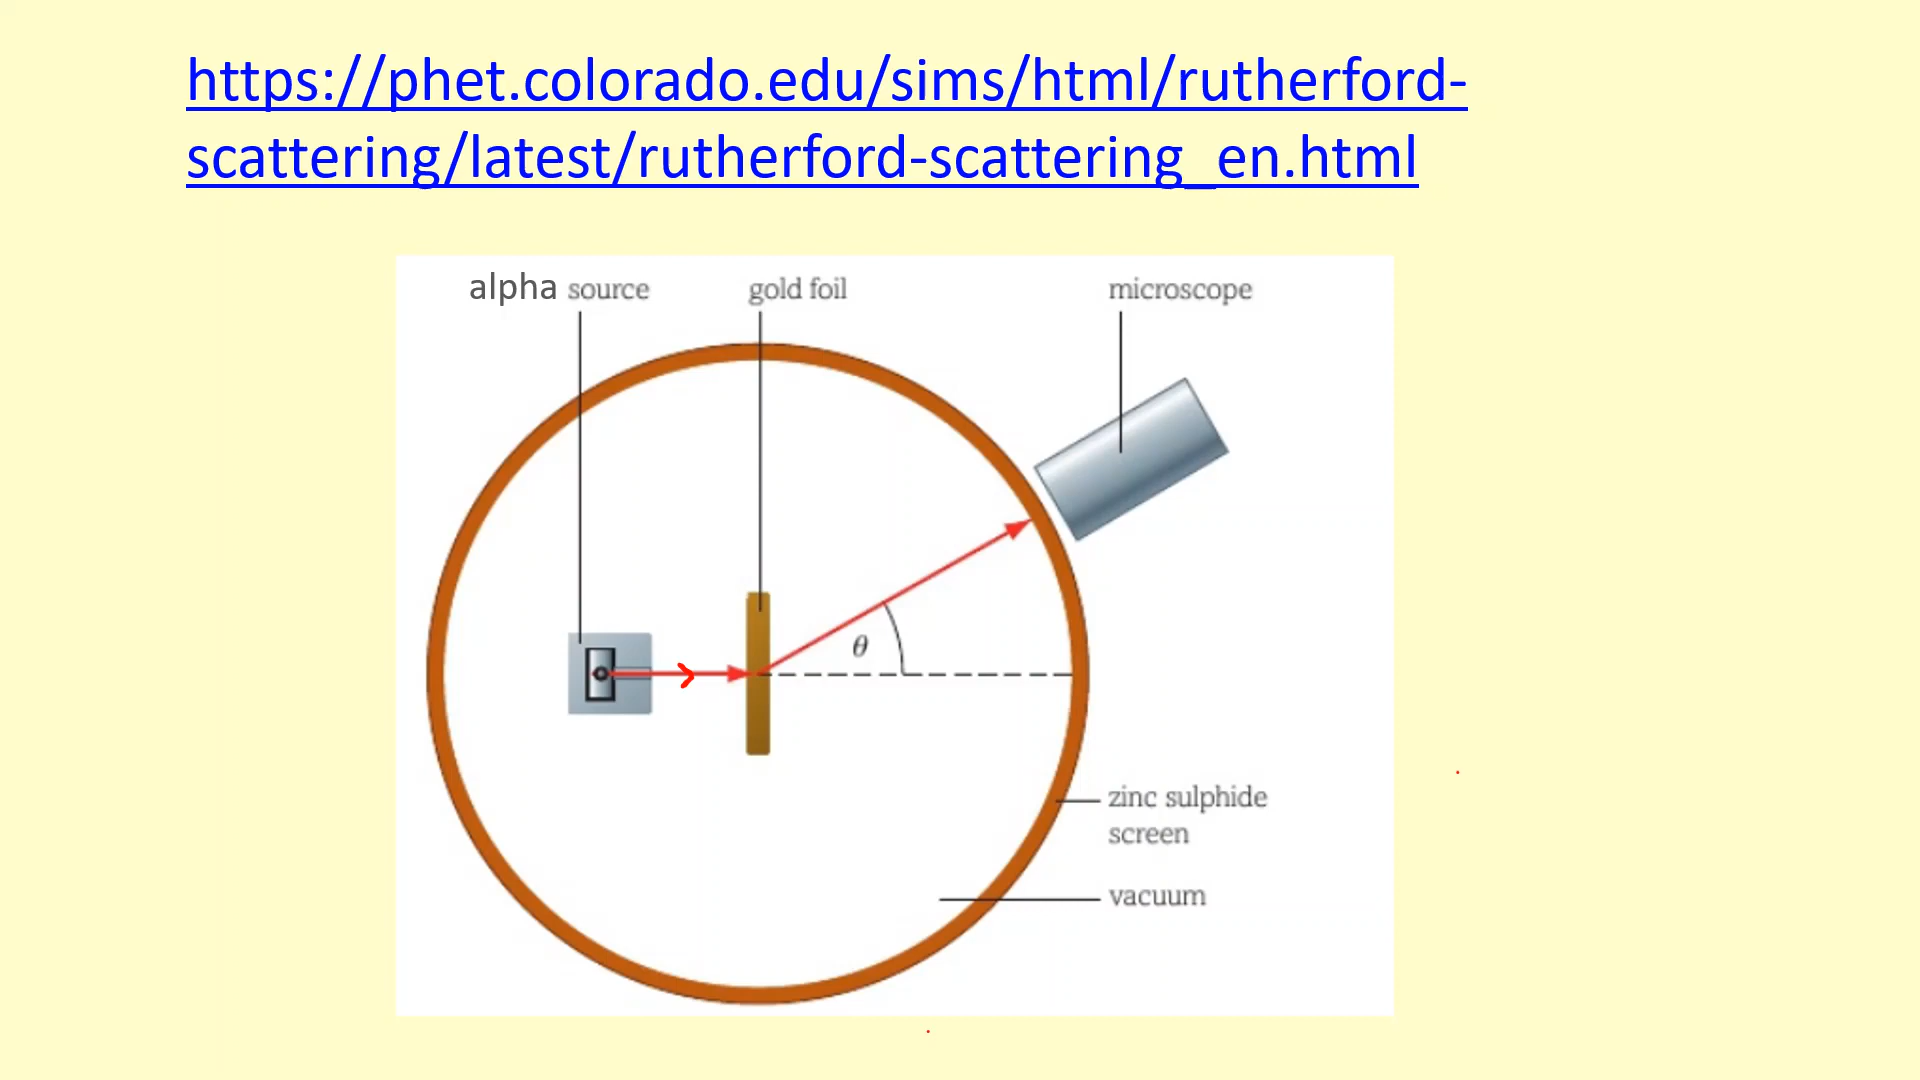 https://phet.colorado.edu/sims/html/rutherford-
scattering/latest/rutherford-scattering_en.html
alpha source gold foil microscope
θ
zinc sulphide
screen
vacuum